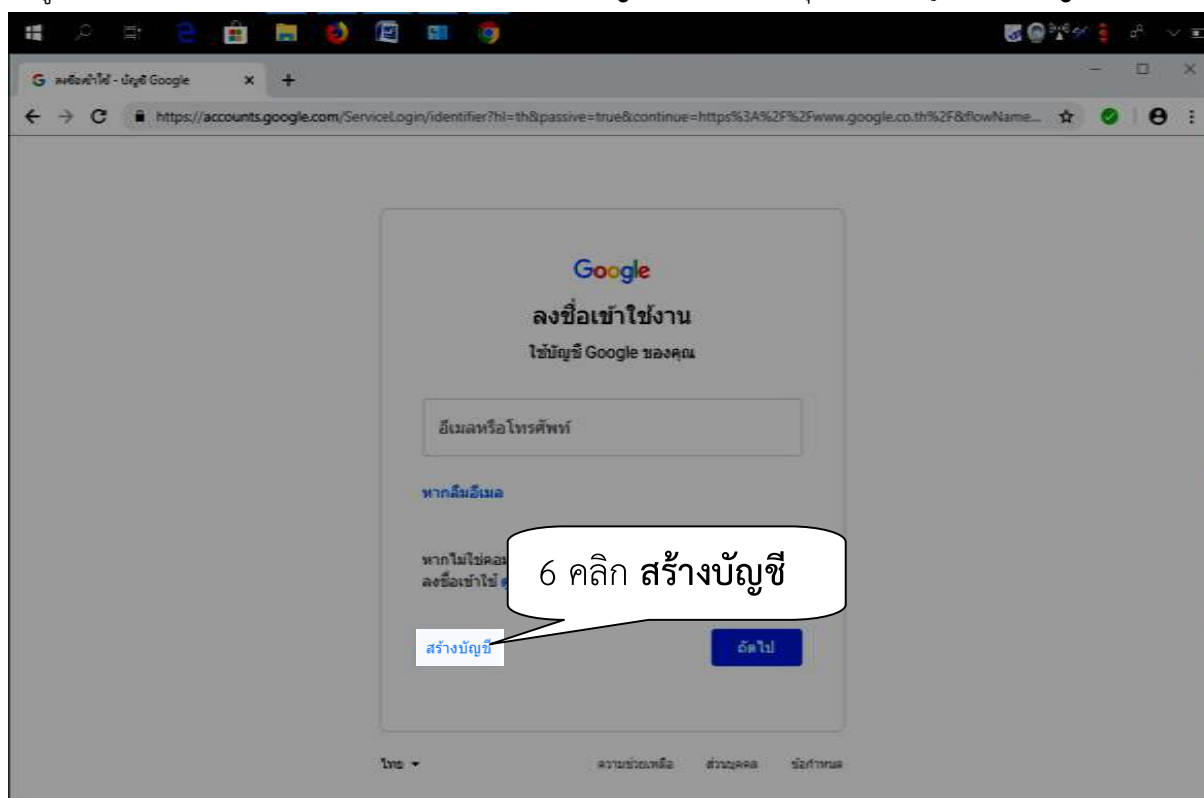 ลงชื่อเข้าใช้ - บัญชี Google
https://accounts.google.com/ServiceLogin/identifier?hl=th&passive=true&continue=https%3A%2F%2Fwww.google.co.th%2F&flowName...
Google
ลงชื่อเข้าใช้งาน
ใช้บัญชี Google ของคุณ
อีเมลหรือโทรศัพท์
หากลืมอีเมล
หากไม่ใช่คอม
ลงชื่อเข้าใช้
6 คลิก สร้างบัญชี
สร้างบัญชี
ถัดไป
ไทย
ความช่วยเหลือ ส่วนบุคคล ข้อกำหนด